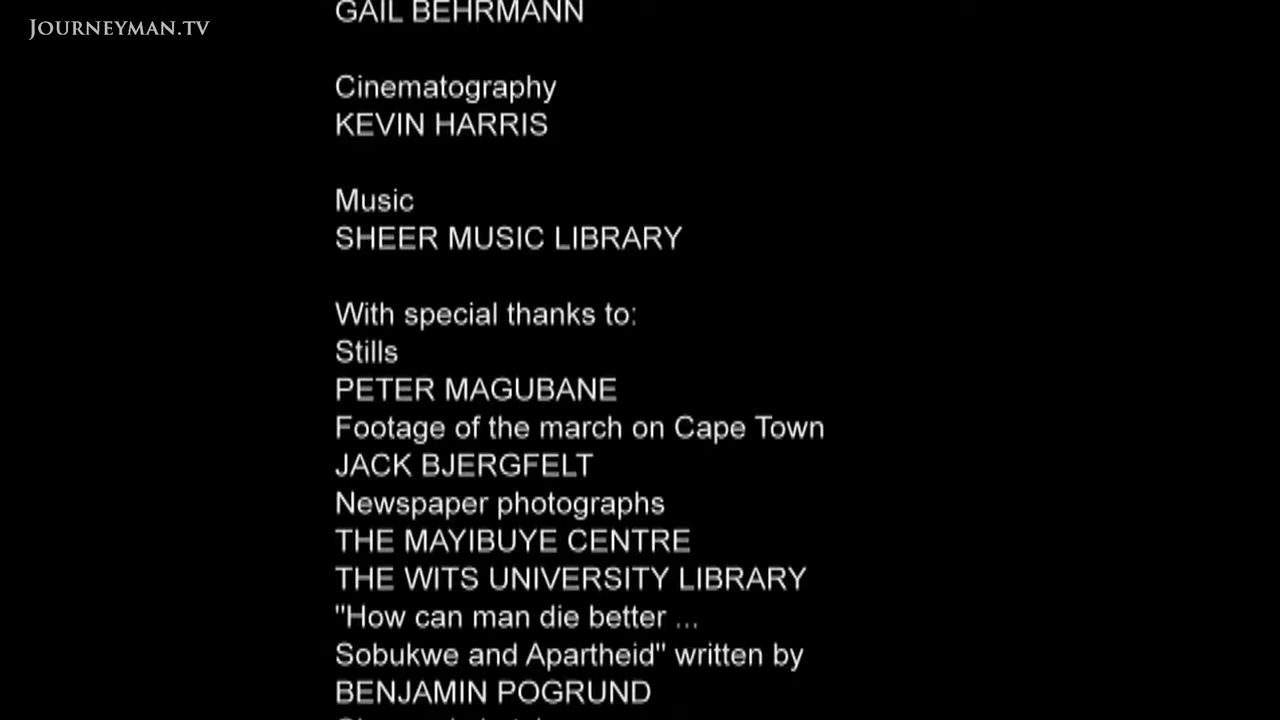 GAIL BEHRMANN
JOURNEYMAN.TV
Cinematography
KEVIN HARRIS
Music
SHEER MUSIC LIBRARY
With special thanks to:
Stills
PETER MAGUBANE
Footage of the march on Cape Town
JACK BJERGFELT
Newspaper photographs
THE MAYIBUYE CENTRE
THE WITS UNIVERSITY LIBRARY
"How can man die better ...
Sobukwe and Apartheid" written by
BENJAMIN POGRUND